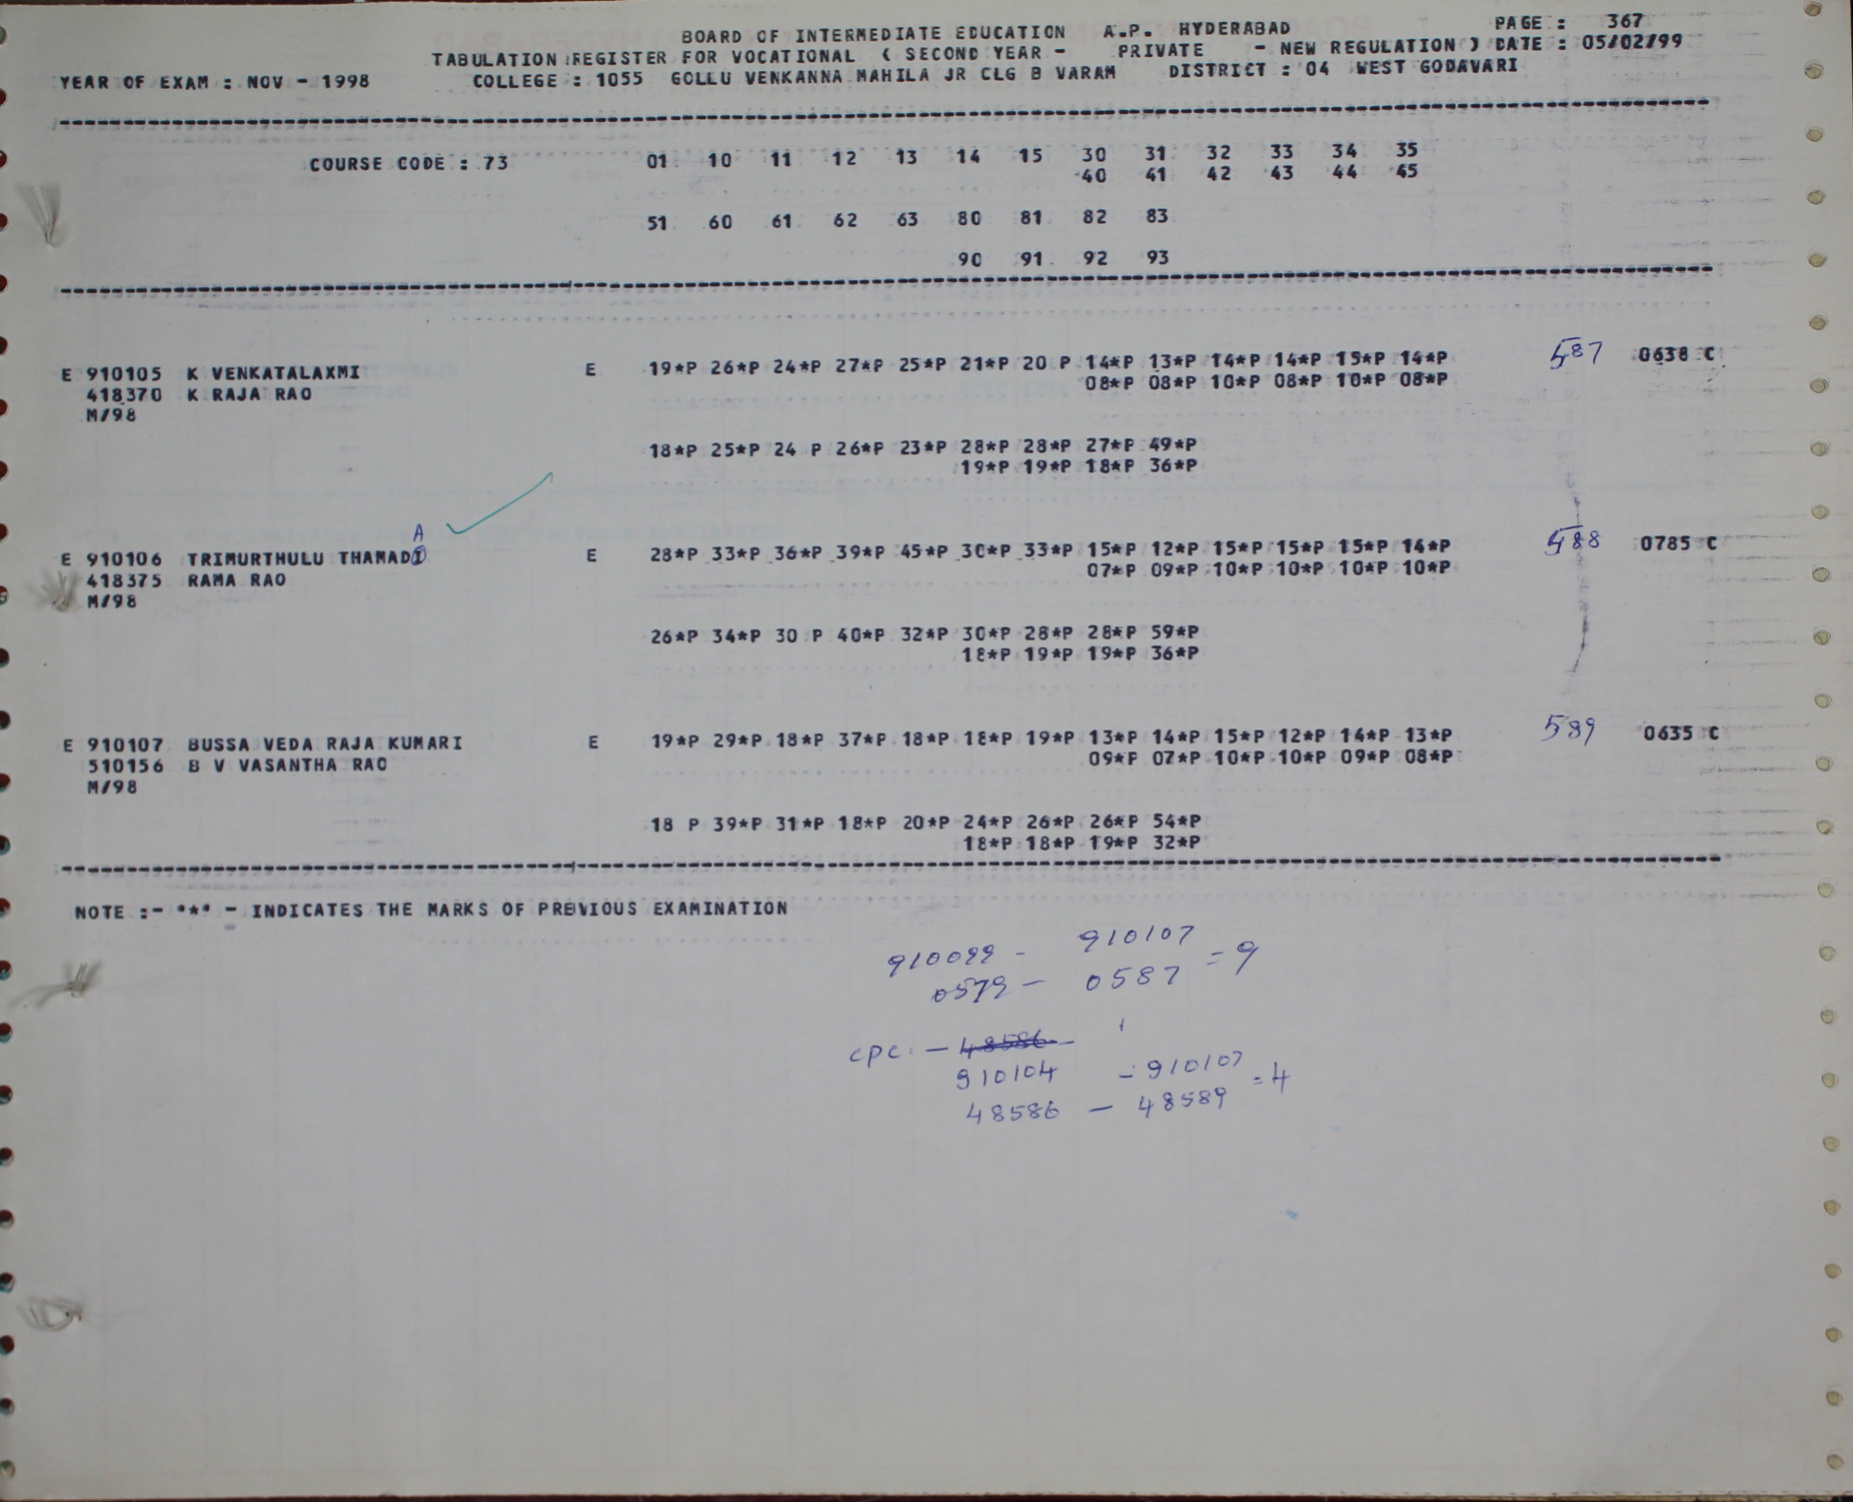 BOARD OF INTERMEDIATE EDUCATION A.P. HYDERABAD PAGE : 367
TABULATION REGISTER FOR VOCATIONAL ( SECOND YEAR - PRIVATE - NEW REGULATION ) DATE : 05/02/99
YEAR OF EXAM : NOV - 1998 COLLEGE : 1055 GOLLU VENKANNA MAHILA JR CLG B VARAM DISTRICT : 04 WEST GODAVARI
COURSE CODE : 73 01 10 11 12 13 14 15 30 31 32 33 34 35
40 41 42 43 44 45
51 60 61 62 63 80 81 82 83
90 91 92 93
E 910105 K VENKATALAXMI E 19*P 26*P 24*P 27*P 25*P 21*P 20 P 14*P 13*P 14*P 14*P 15*P 14*P 587 0638 C
418370 K RAJA RAO 08*P 08*P 10*P 08*P 10*P 08*P
M/98
18*P 25*P 24 P 26*P 23*P 28*P 28*P 27*P 49*P
19*P 19*P 18*P 36*P
A
E 910106 TRIMURTHULU THAMADI E 28*P 33*P 36*P 39*P 45*P 30*P 33*P 15*P 12*P 15*P 15*P 15*P 14*P 588 0785 C
418375 RAMA RAO 07*P 09*P 10*P 10*P 10*P 10*P
M/98
26*P 34*P 30 P 40*P 32*P 30*P 28*P 28*P 59*P
18*P 19*P 19*P 36*P
E 910107 BUSSA VEDA RAJA KUMARI E 19*P 29*P 18*P 37*P 18*P 18*P 19*P 13*P 14*P 15*P 12*P 14*P 13*P 589 0635 C
510156 B V VASANTHA RAO 09*P 07*P 10*P 10*P 09*P 08*P
M/98
18 P 39*P 31*P 18*P 20*P 24*P 26*P 26*P 54*P
18*P 18*P 19*P 32*P
NOTE :- '*' - INDICATES THE MARKS OF PREVIOUS EXAMINATION
910099 - 910107 = 9
0579 - 0587
CPC - 48586
910104 - 910107 = 4
48586 - 48589